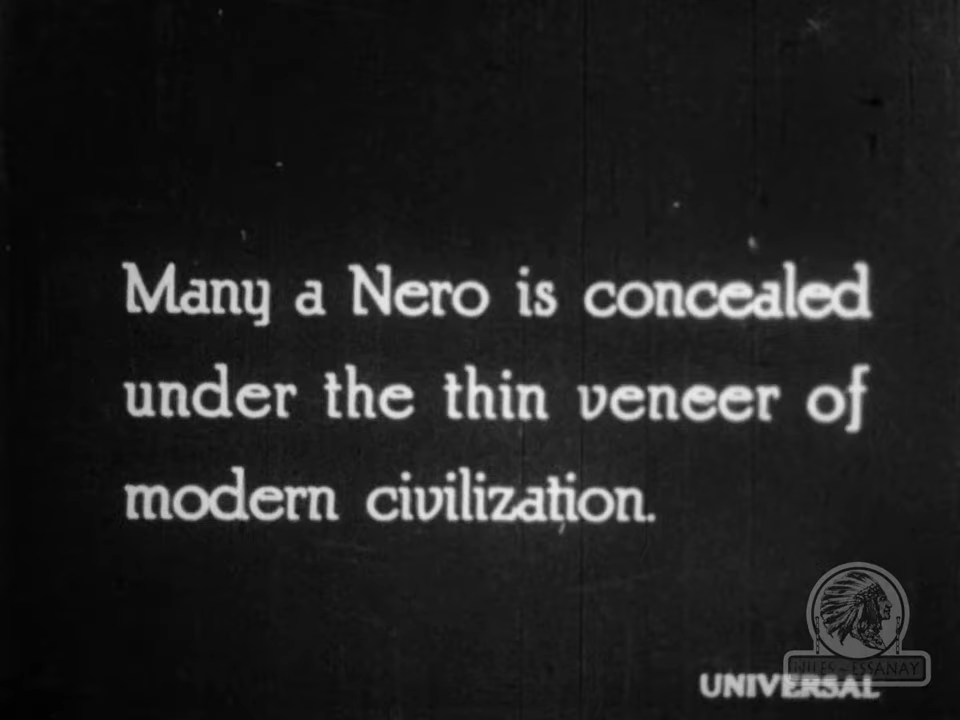 Many a Nero is concealed
under the thin veneer of
modern civilization.
NILES - ESSANAY
UNIVERSAL